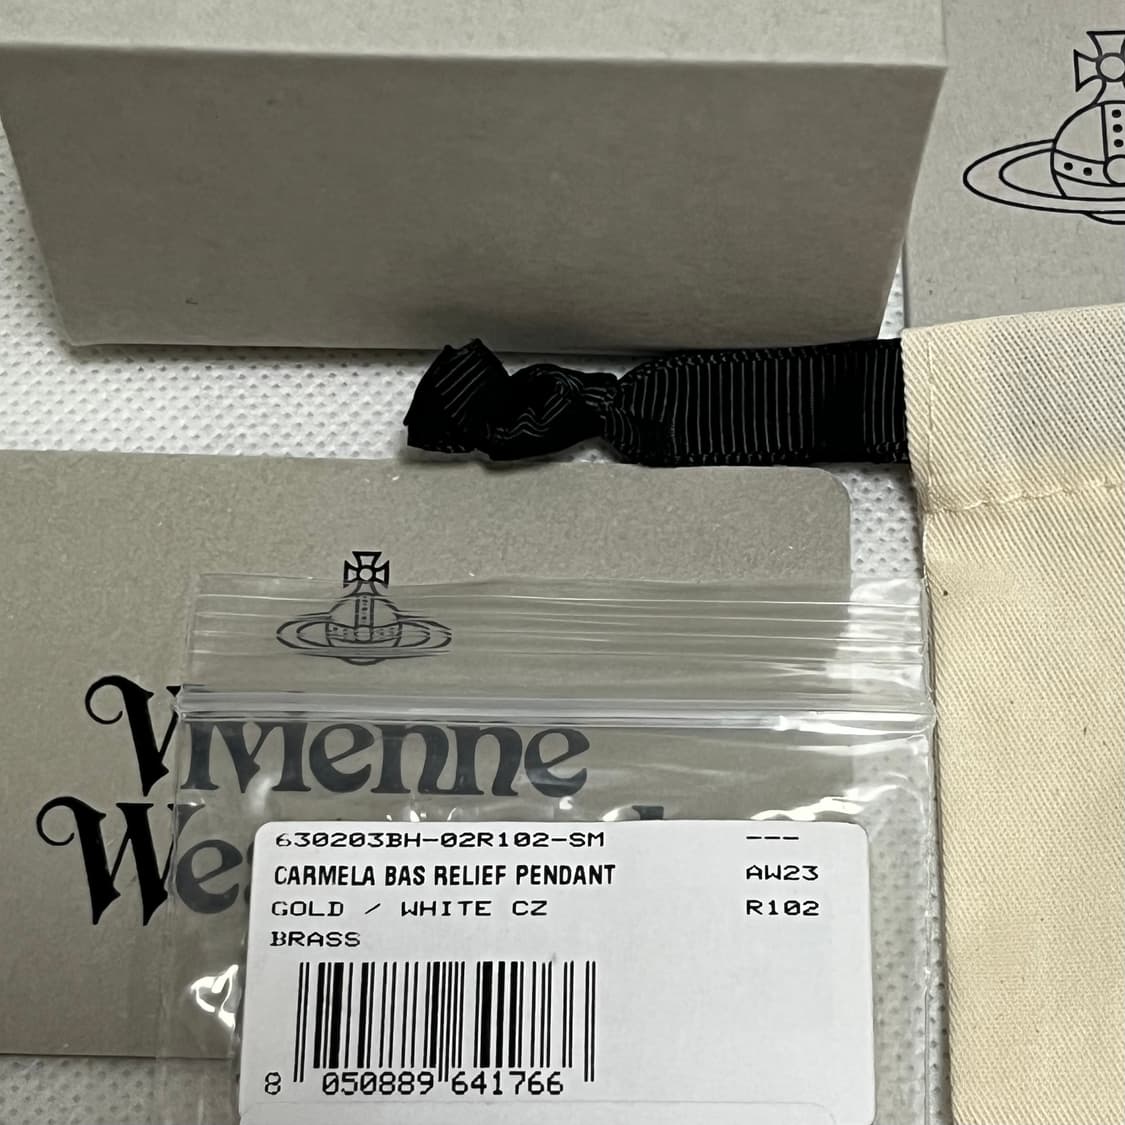 Vivienne
630203BH-02R102-SM ---
CARMELA BAS RELIEF PENDANT AW23
GOLD / WHITE CZ R102
BRASS
8 050889 641766